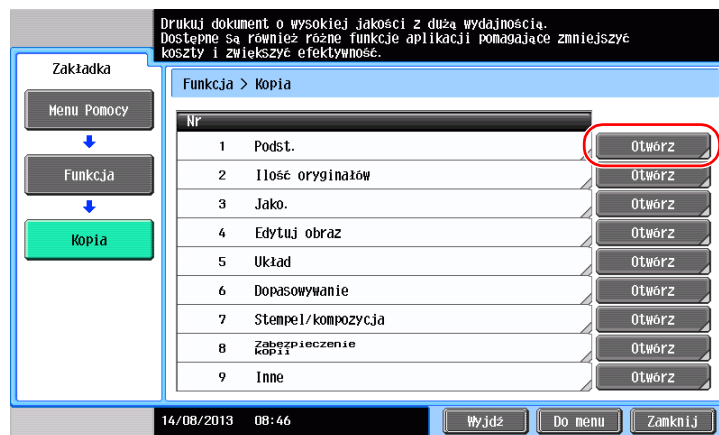 Drukuj dokument o wysokiej jakości z dużą wydajnością.
Dostępne są również różne funkcje aplikacji pomagające zmniejszyć
koszty i zwiększyć efektywność.
Zakładka
Menu Pomocy
Funkcja
Kopia
Funkcja > Kopia
Nr
1 Podst. Otwórz
2 Ilość oryginałów Otwórz
3 Jako. Otwórz
4 Edytuj obraz Otwórz
5 Układ Otwórz
6 Dopasowywanie Otwórz
7 Stempel/kompozycja Otwórz
8 Zabezpieczenie
kopii Otwórz
9 Inne Otwórz
14/08/2013 08:46 Wyjdź Do menu Zamknij